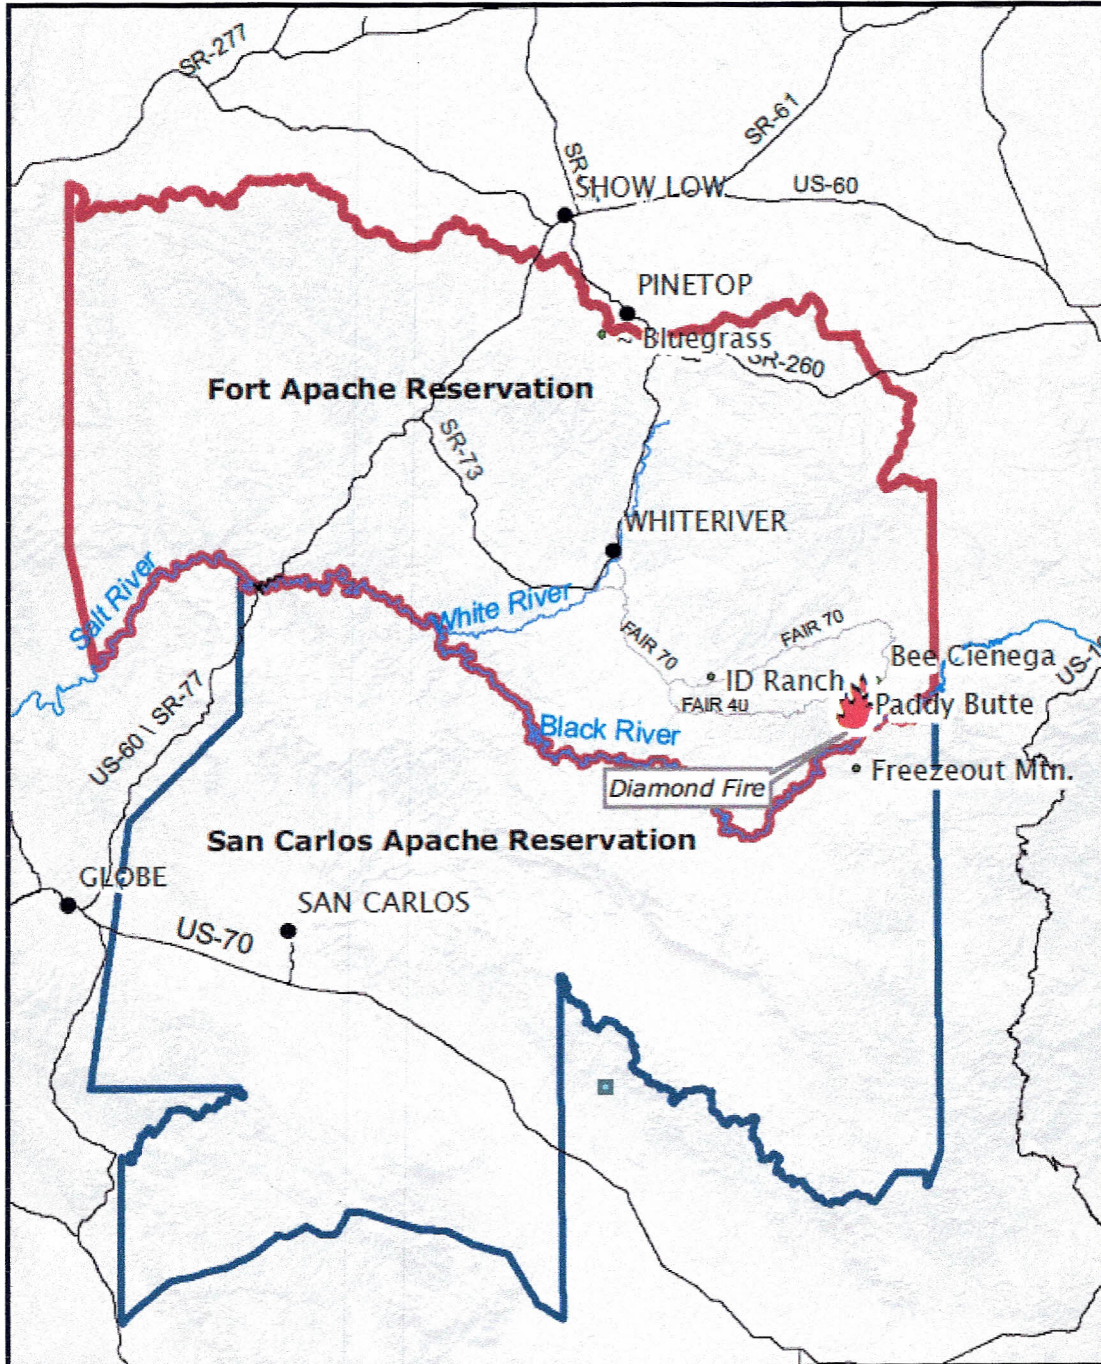 SR-277
SR-61
SR
SHOW LOW
US-60
PINETOP
~ Bluegrass
SR-260
Fort Apache Reservation
SR-73
WHITERIVER
Salt River
White River
FAIR 70
FAIR 70
Bee Cienega
ID Ranch
US-
FAIR 40
Paddy Butte
US-60 \ SR-77
Black River
Freezeout Mtn.
Diamond Fire
San Carlos Apache Reservation
GLOBE
SAN CARLOS
US-70